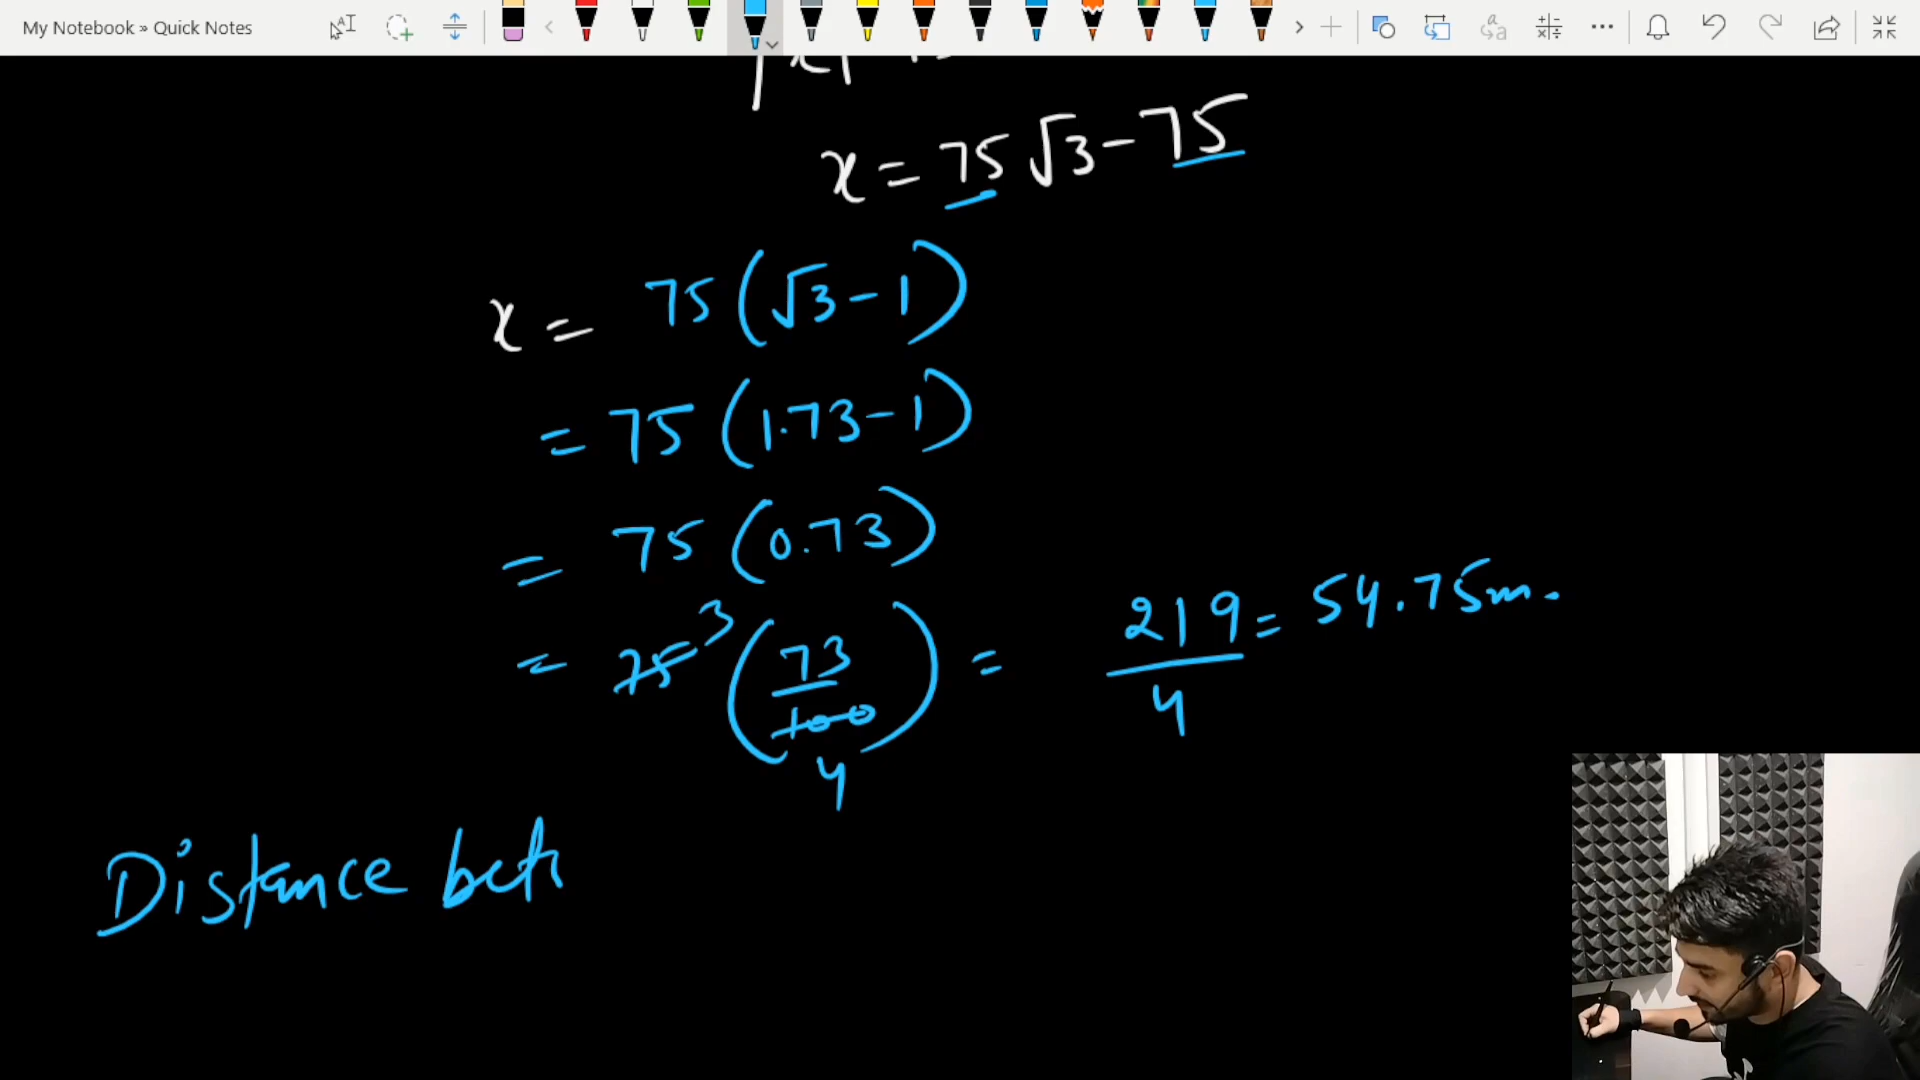 My Notebook » Quick Notes
x = 75√3 - 75
x = 75(√3 - 1)
= 75(1.73 - 1)
= 75(0.73)
= 75 3 (73/100 4) = 219/4 = 54.75m.
Distance bet